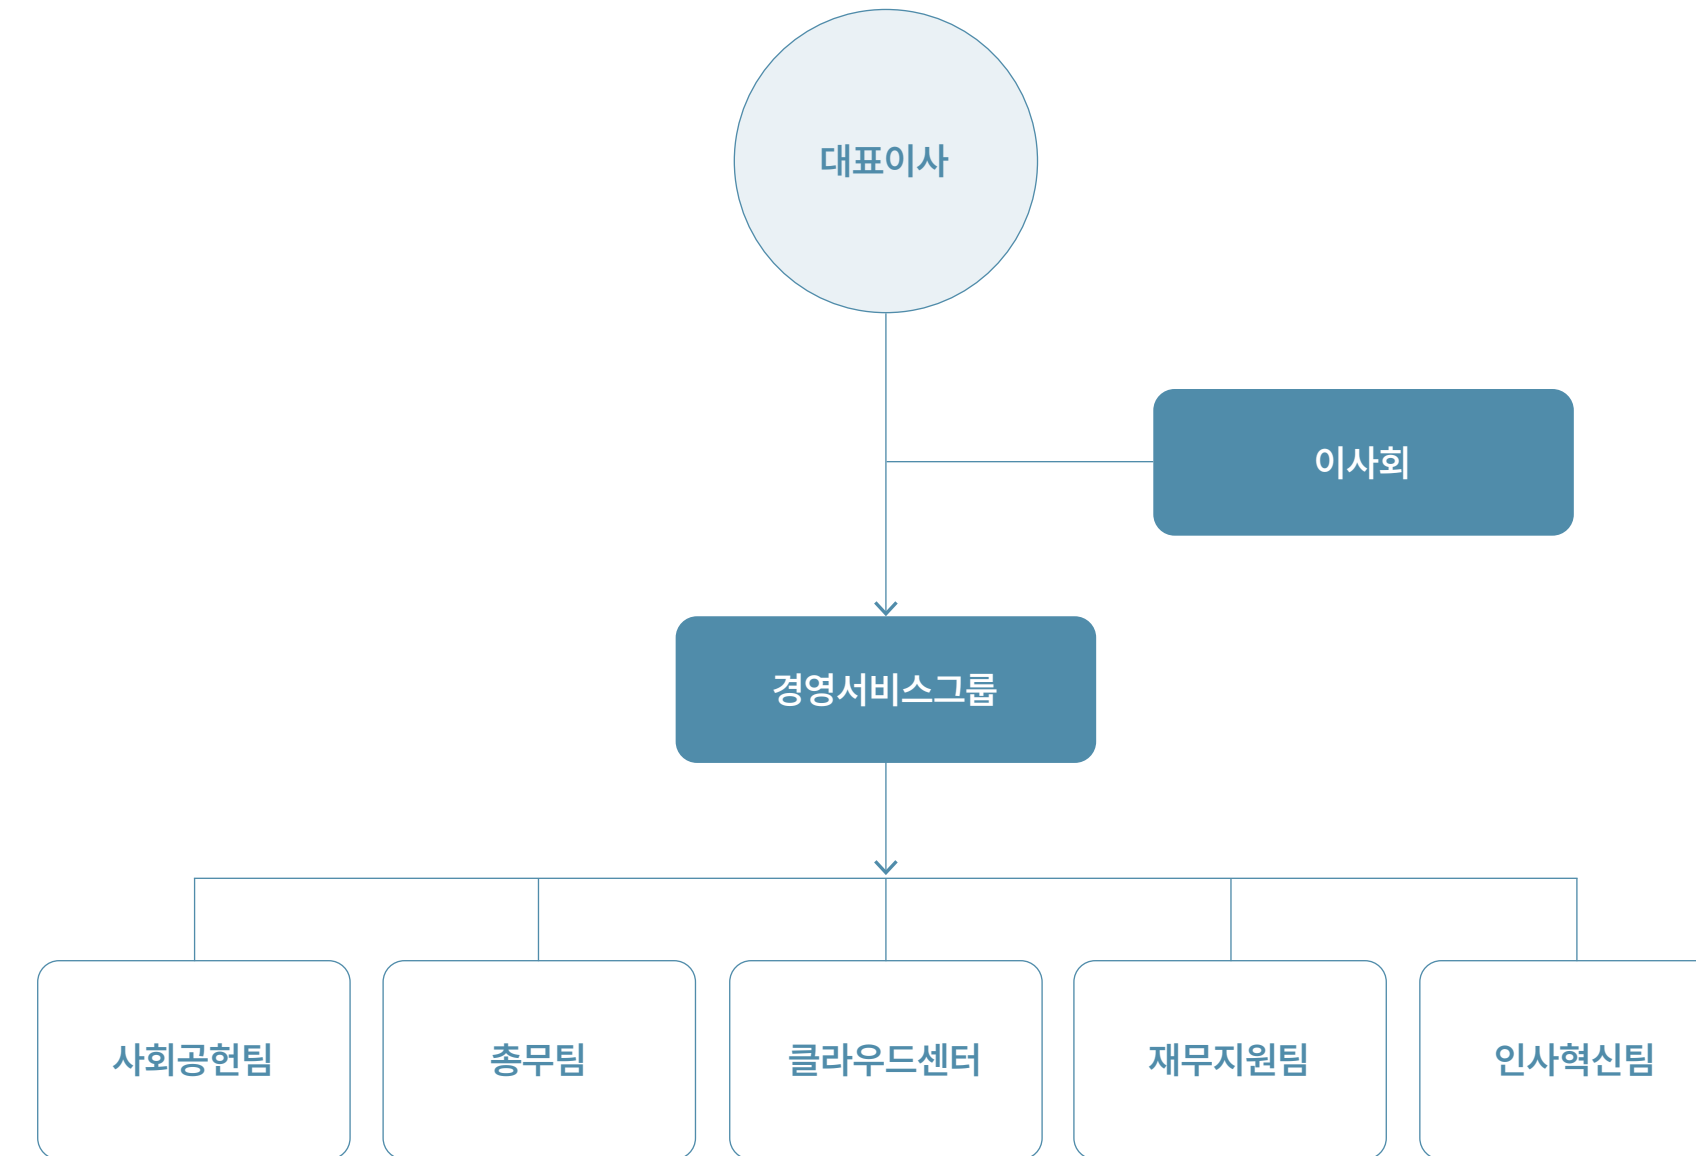 대표이사
이사회
경영서비스그룹
사회공헌팀
총무팀
클라우드센터
재무지원팀
인사혁신팀